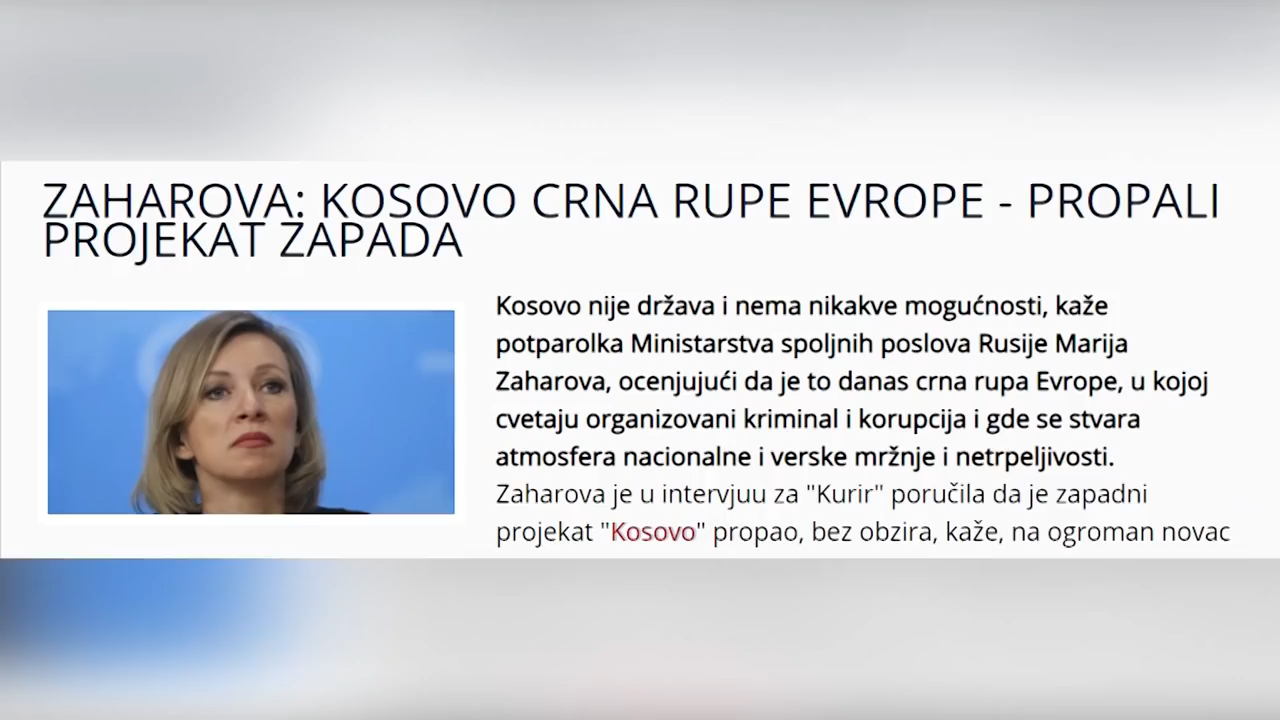 ZAHAROVA: KOSOVO CRNA RUPE EVROPE - PROPALI
PROJEKAT ZAPADA
Kosovo nije država i nema nikakve mogućnosti, kaže
potparolka Ministarstva spoljnih poslova Rusije Marija
Zaharova, ocenjujući da je to danas crna rupa Evrope, u kojoj
cvetaju organizovani kriminal i korupcija i gde se stvara
atmosfera nacionalne i verske mržnje i netrpeljivosti.
Zaharova je u intervjuu za "Kurir" poručila da je zapadni
projekat "Kosovo" propao, bez obzira, kaže, na ogroman novac